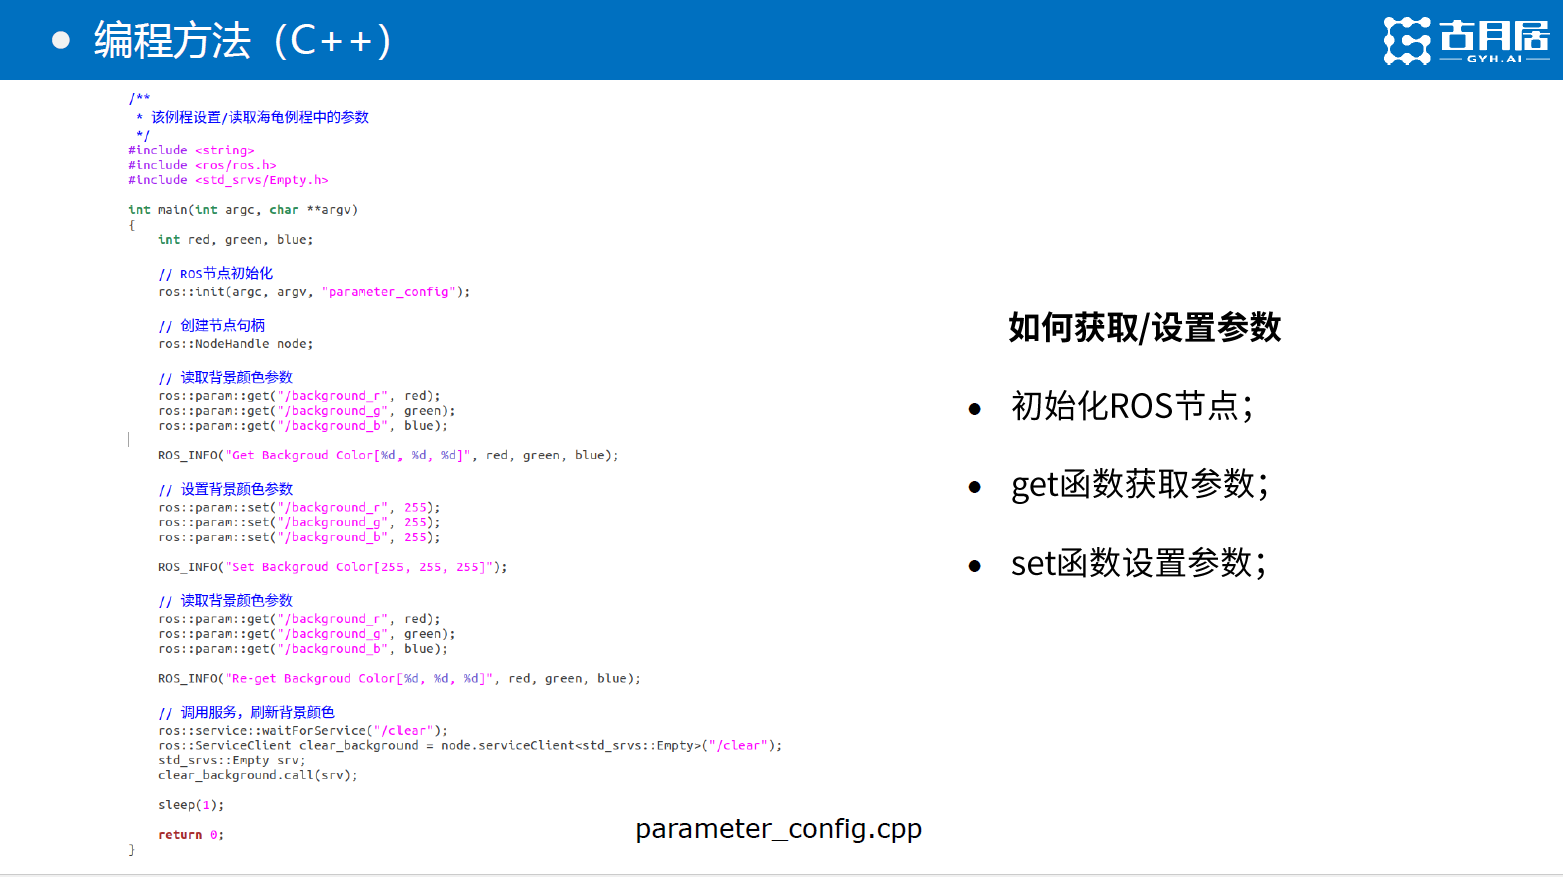 编程方法（C++）
古月居
GYH.AI
/**
 * 该例程设置/读取海龟例程中的参数
 */
#include <string>
#include <ros/ros.h>
#include <std_srvs/Empty.h>
int main(int argc, char **argv)
{
    int red, green, blue;
    // ROS节点初始化
    ros::init(argc, argv, "parameter_config");
    // 创建节点句柄
    ros::NodeHandle node;
    // 读取背景颜色参数
    ros::param::get("/background_r", red);
    ros::param::get("/background_g", green);
    ros::param::get("/background_b", blue);
    ROS_INFO("Get Backgroud Color[%d, %d, %d]", red, green, blue);
    // 设置背景颜色参数
    ros::param::set("/background_r", 255);
    ros::param::set("/background_g", 255);
    ros::param::set("/background_b", 255);
    ROS_INFO("Set Backgroud Color[255, 255, 255]");
    // 读取背景颜色参数
    ros::param::get("/background_r", red);
    ros::param::get("/background_g", green);
    ros::param::get("/background_b", blue);
    ROS_INFO("Re-get Backgroud Color[%d, %d, %d]", red, green, blue);
    // 调用服务，刷新背景颜色
    ros::service::waitForService("/clear");
    ros::ServiceClient clear_background = node.serviceClient<std_srvs::Empty>("/clear");
    std_srvs::Empty srv;
    clear_background.call(srv);
    sleep(1);
    return 0;
}
parameter_config.cpp
如何获取/设置参数
● 初始化ROS节点；
● get函数获取参数；
● set函数设置参数；